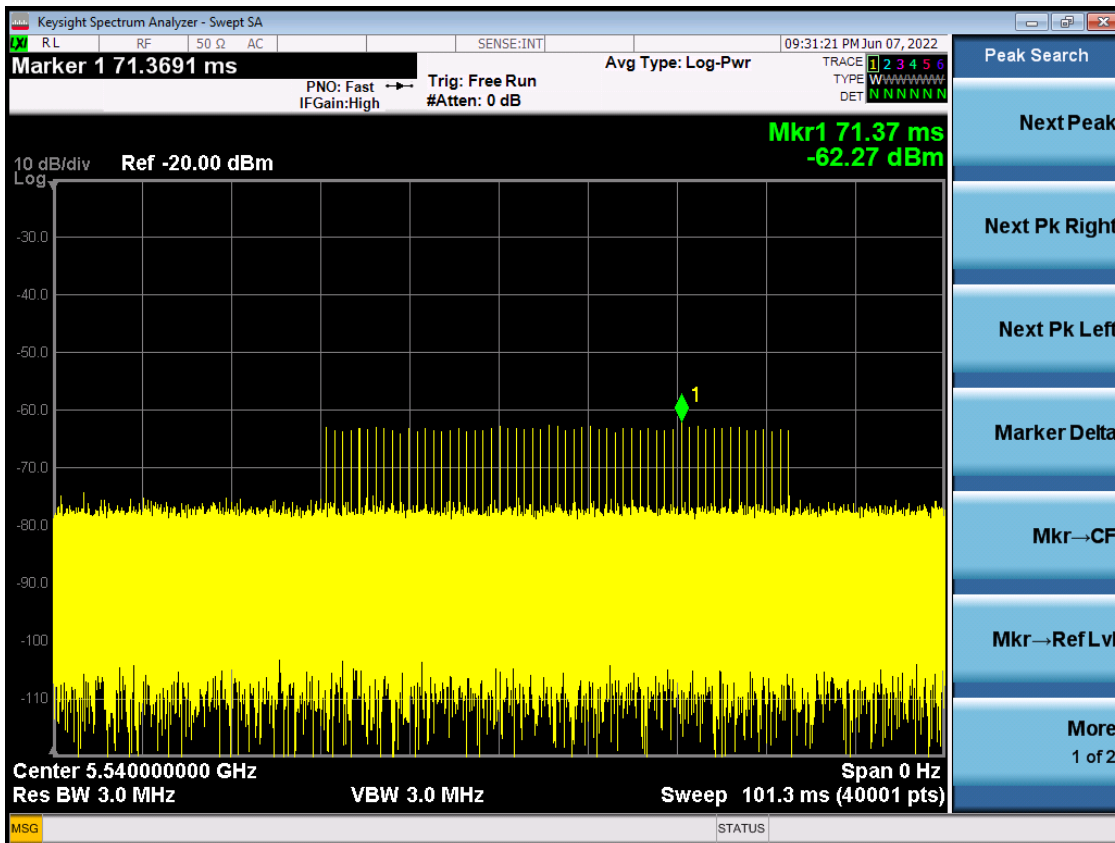 Keysight Spectrum Analyzer - Swept SA
LXI RL RF 50 Ω AC SENSE:INT 09:31:21 PM Jun 07, 2022
Marker 1 71.3691 ms
PNO: Fast
IFGain:High
Trig: Free Run
#Atten: 0 dB
Avg Type: Log-Pwr
TRACE 1 2 3 4 5 6
TYPE WWWWWW
DET N N N N N N
Mkr1 71.37 ms
-62.27 dBm
10 dB/div Ref -20.00 dBm
Log
1
-30.0
-40.0
-50.0
-60.0
-70.0
-80.0
-90.0
-100
-110
Center 5.540000000 GHz Span 0 Hz
Res BW 3.0 MHz VBW 3.0 MHz Sweep 101.3 ms (40001 pts)
MSG STATUS
Peak Search
Next Peak
Next Pk Right
Next Pk Left
Marker Delta
Mkr→CF
Mkr→Ref Lvl
More
1 of 2